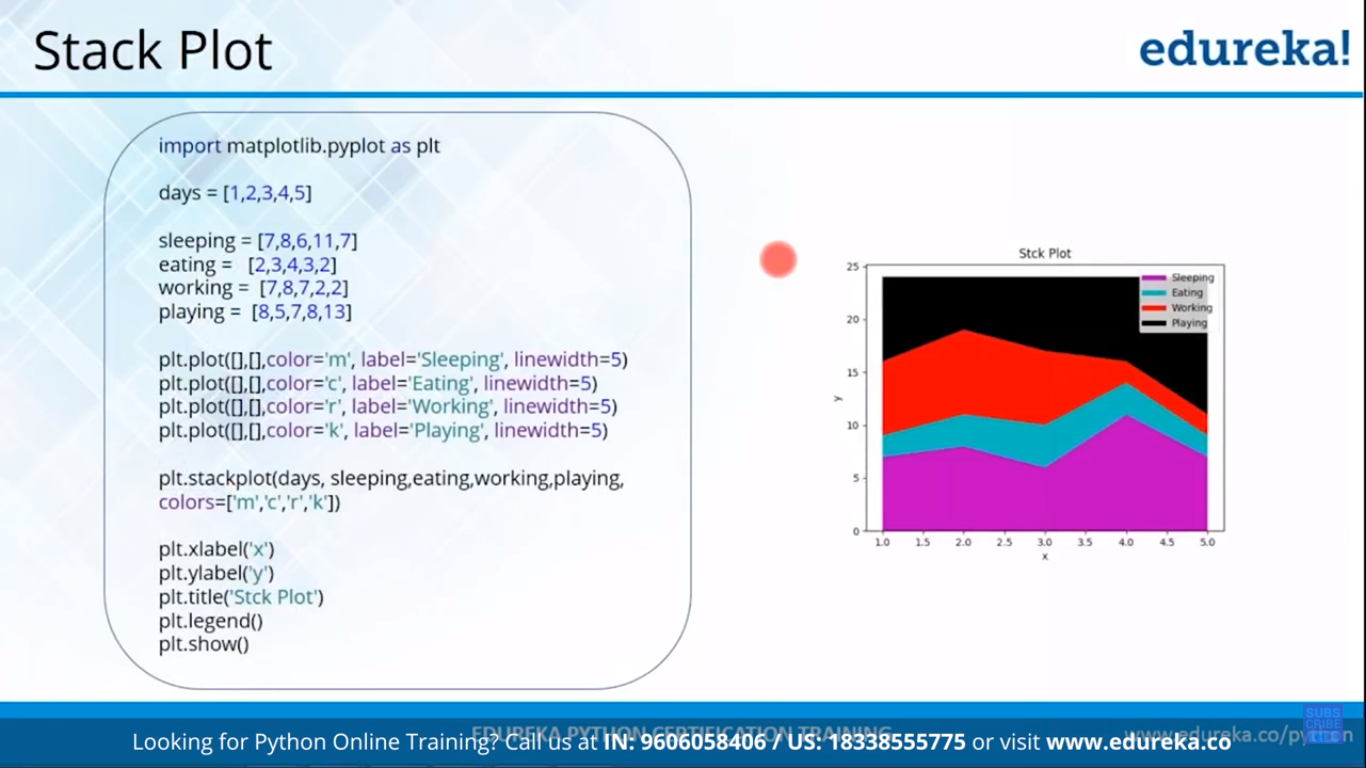 Stack Plot
edureka!
import matplotlib.pyplot as plt
days = [1,2,3,4,5]
sleeping = [7,8,6,11,7]
eating = [2,3,4,3,2]
working = [7,8,7,2,2]
playing = [8,5,7,8,13]
plt.plot([],[],color='m', label='Sleeping', linewidth=5)
plt.plot([],[],color='c', label='Eating', linewidth=5)
plt.plot([],[],color='r', label='Working', linewidth=5)
plt.plot([],[],color='k', label='Playing', linewidth=5)
plt.stackplot(days, sleeping,eating,working,playing,
colors=['m','c','r','k'])
plt.xlabel('x')
plt.ylabel('y')
plt.title('Stck Plot')
plt.legend()
plt.show()
Stck Plot
Sleeping
Eating
Working
Playing
25
20
15
10
5
0
y
1.0 1.5 2.0 2.5 3.0 3.5 4.0 4.5 5.0
x
EDUREKA PYTHON CERTIFICATION TRAINING
www.edureka.co/python
SUBS
CRIBE
Looking for Python Online Training? Call us at IN: 9606058406 / US: 18338555775 or visit www.edureka.co